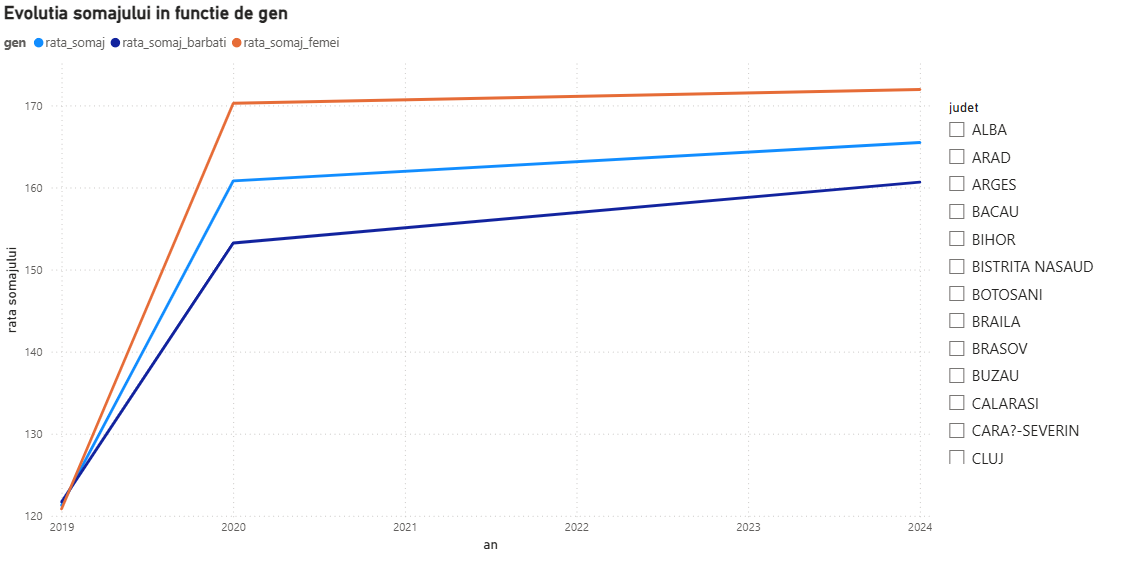 Evolutia somajului in functie de gen
gen rata_somaj rata_somaj_barbati rata_somaj_femei
170
160
150
140
130
120
rata somajului
2019 2020 2021 2022 2023 2024
an
judet
ALBA
ARAD
ARGES
BACAU
BIHOR
BISTRITA NASAUD
BOTOSANI
BRAILA
BRASOV
BUZAU
CALARASI
CARA?-SEVERIN
CLUJ